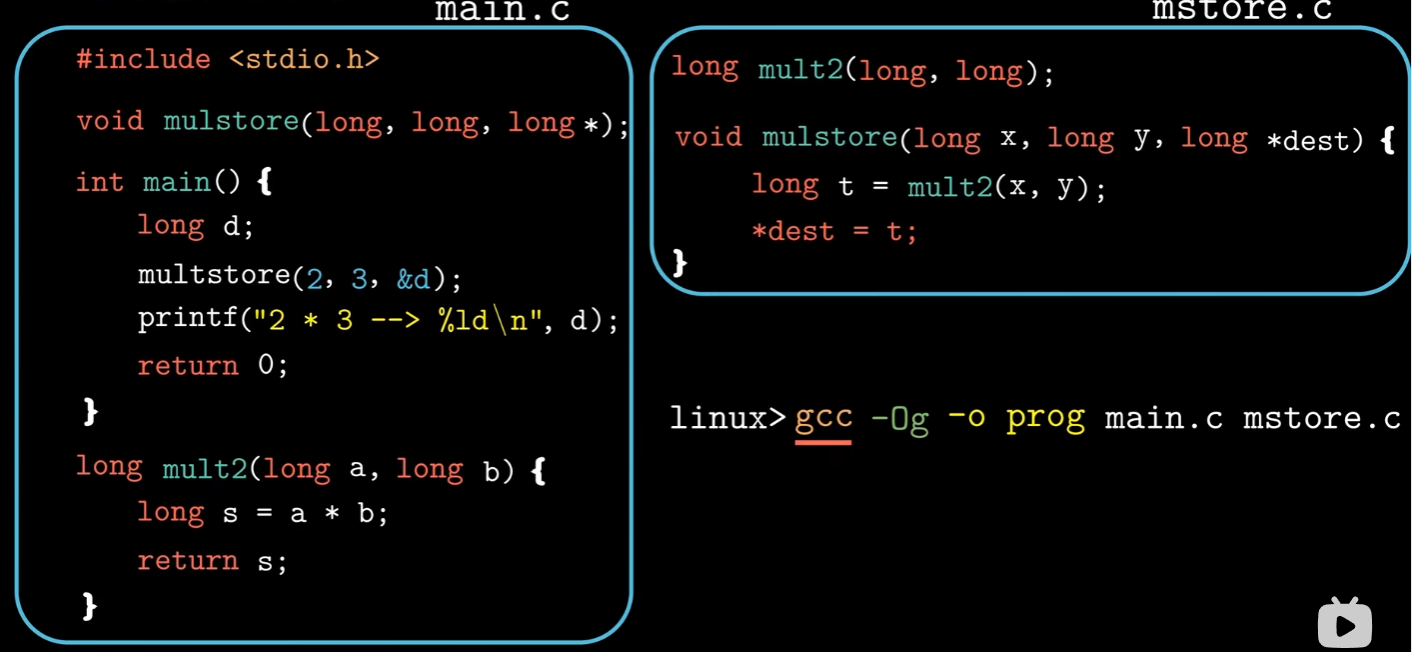 main.c
#include <stdio.h>
void mulstore(long, long, long *);
int main() {
long d;
multstore(2, 3, &d);
printf("2 * 3 --> %ld\n", d);
return 0;
}
long mult2(long a, long b) {
long s = a * b;
return s;
}
mstore.c
long mult2(long, long);
void mulstore(long x, long y, long *dest) {
long t = mult2(x, y);
*dest = t;
}
linux> gcc -Og -o prog main.c mstore.c